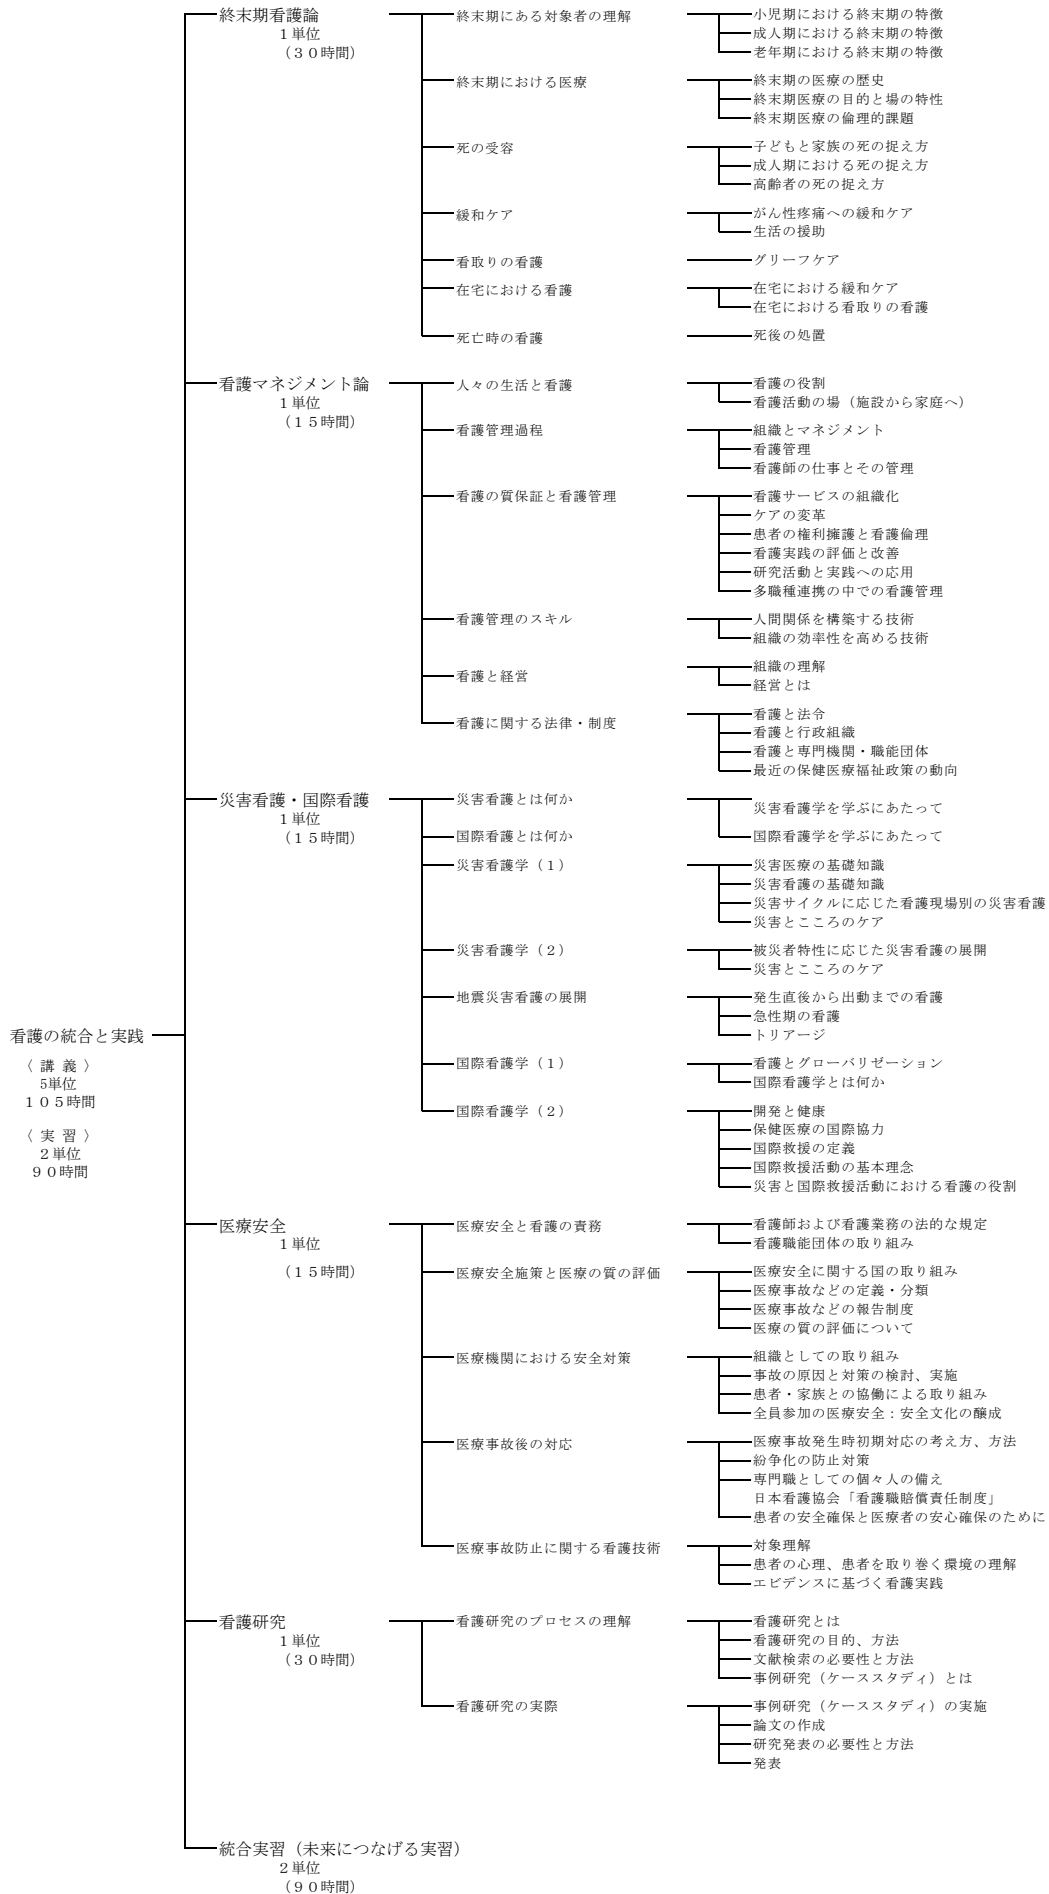 看護の統合と実践
〈 講 義 〉
5単位
１０５時間
〈 実 習 〉
２単位
９０時間
終末期看護論
１単位
（３０時間）
終末期にある対象者の理解
小児期における終末期の特徴
成人期における終末期の特徴
老年期における終末期の特徴
終末期における医療
終末期の医療の歴史
終末期医療の目的と場の特性
終末期医療の倫理的課題
死の受容
子どもと家族の死の捉え方
成人期における死の捉え方
高齢者の死の捉え方
緩和ケア
がん性疼痛への緩和ケア
生活の援助
看取りの看護
グリーフケア
在宅における看護
在宅における緩和ケア
在宅における看取りの看護
死亡時の看護
死後の処置
看護マネジメント論
１単位
（１５時間）
人々の生活と看護
看護の役割
看護活動の場（施設から家庭へ）
看護管理過程
組織とマネジメント
看護管理
看護師の仕事とその管理
看護の質保証と看護管理
看護サービスの組織化
ケアの変革
患者の権利擁護と看護倫理
看護実践の評価と改善
研究活動と実践への応用
多職種連携の中での看護管理
看護管理のスキル
人間関係を構築する技術
組織の効率性を高める技術
看護と経営
組織の理解
経営とは
看護に関する法律・制度
看護と法令
看護と行政組織
看護と専門機関・職能団体
最近の保健医療福祉政策の動向
災害看護・国際看護
１単位
（１５時間）
災害看護とは何か
災害看護学を学ぶにあたって
国際看護とは何か
国際看護学を学ぶにあたって
災害看護学（１）
災害医療の基礎知識
災害看護の基礎知識
災害サイクルに応じた看護現場別の災害看護
災害とこころのケア
災害看護学（２）
被災者特性に応じた災害看護の展開
災害とこころのケア
地震災害看護の展開
発生直後から出動までの看護
急性期の看護
トリアージ
国際看護学（１）
看護とグローバリゼーション
国際看護学とは何か
国際看護学（２）
開発と健康
保健医療の国際協力
国際救援の定義
国際救援活動の基本理念
災害と国際救援活動における看護の役割
医療安全
１単位
（１５時間）
医療安全と看護の責務
看護師および看護業務の法的な規定
看護職能団体の取り組み
医療安全施策と医療の質の評価
医療安全に関する国の取り組み
医療事故などの定義・分類
医療事故などの報告制度
医療の質の評価について
医療機関における安全対策
組織としての取り組み
事故の原因と対策の検討、実施
患者・家族との協働による取り組み
全員参加の医療安全：安全文化の醸成
医療事故後の対応
医療事故発生時初期対応の考え方、方法
紛争化の防止対策
専門職としての個々人の備え
日本看護協会「看護職賠償責任制度」
患者の安全確保と医療者の安心確保のために
医療事故防止に関する看護技術
対象理解
患者の心理、患者を取り巻く環境の理解
エビデンスに基づく看護実践
看護研究
１単位
（３０時間）
看護研究のプロセスの理解
看護研究とは
看護研究の目的、方法
文献検索の必要性と方法
事例研究（ケーススタディ）とは
看護研究の実際
事例研究（ケーススタディ）の実施
論文の作成
研究発表の必要性と方法
発表
統合実習（未来につなげる実習）
２単位
（９０時間）